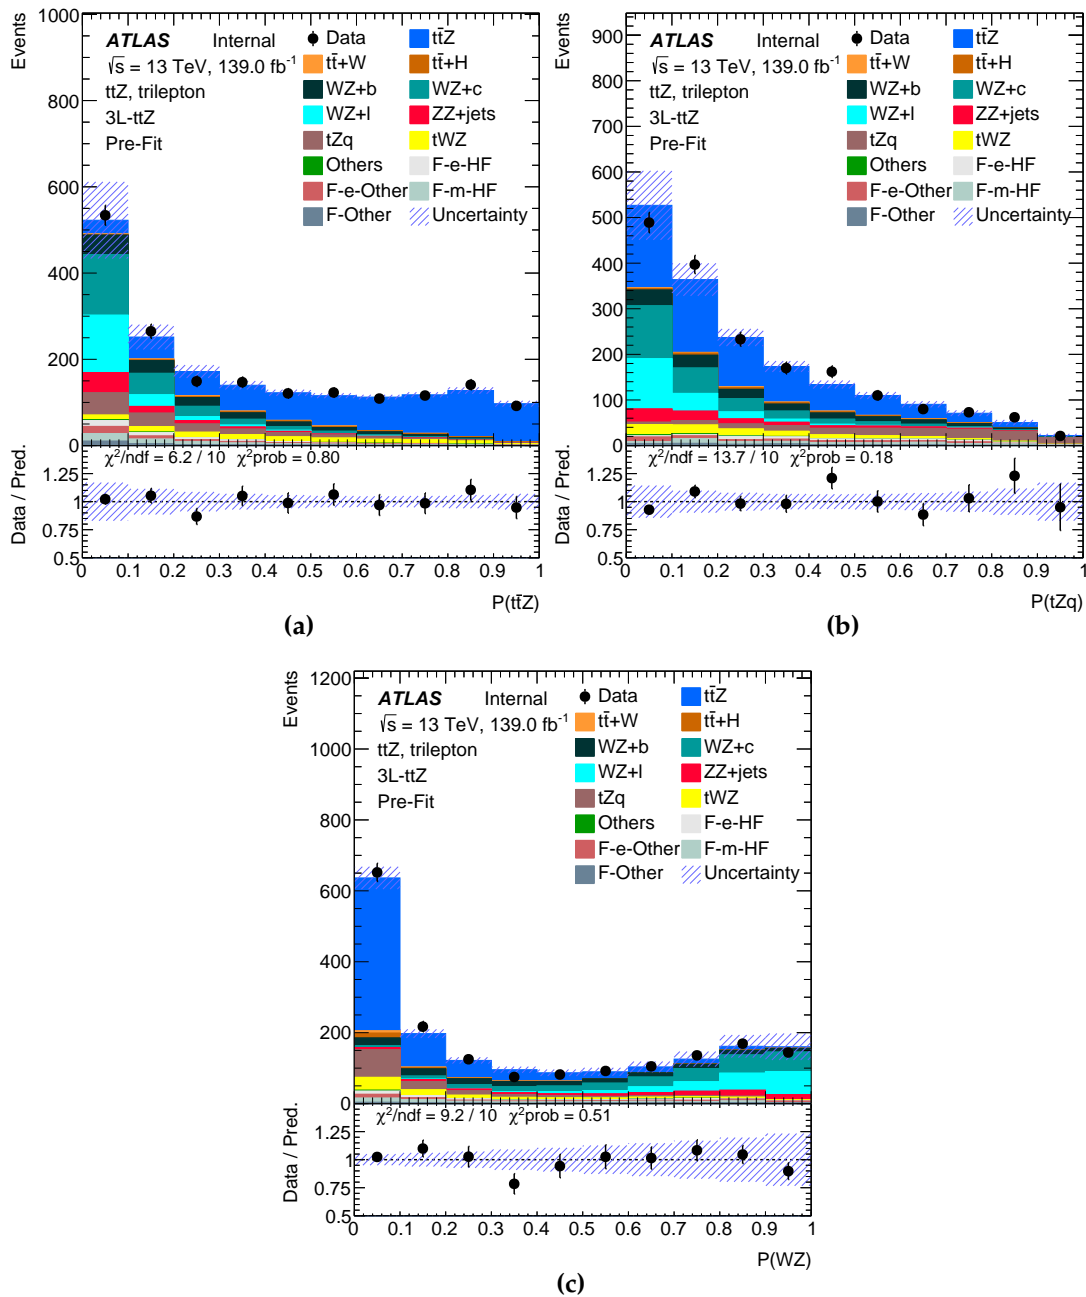 Events
1000
800
600
400
200
0
ATLAS Internal
√s = 13 TeV, 139.0 fb⁻¹
ttZ, trilepton
3L-ttZ
Pre-Fit
Data tt̄Z
tt̄+W tt̄+H
WZ+b WZ+c
WZ+l ZZ+jets
tZq tWZ
Others F-e-HF
F-e-Other F-m-HF
F-Other Uncertainty
χ²/ndf = 6.2 / 10 χ²prob = 0.80
Data / Pred.
1.25
1
0.75
0.5
0 0.1 0.2 0.3 0.4 0.5 0.6 0.7 0.8 0.9 1
P(tt̄Z)
(a)
Events
900
800
700
600
500
400
300
200
100
0
ATLAS Internal
√s = 13 TeV, 139.0 fb⁻¹
ttZ, trilepton
3L-ttZ
Pre-Fit
Data tt̄Z
tt̄+W tt̄+H
WZ+b WZ+c
WZ+l ZZ+jets
tZq tWZ
Others F-e-HF
F-e-Other F-m-HF
F-Other Uncertainty
χ²/ndf = 13.7 / 10 χ²prob = 0.18
Data / Pred.
1.25
1
0.75
0.5
0 0.1 0.2 0.3 0.4 0.5 0.6 0.7 0.8 0.9 1
P(tZq)
(b)
Events
1200
1000
800
600
400
200
0
ATLAS Internal
√s = 13 TeV, 139.0 fb⁻¹
ttZ, trilepton
3L-ttZ
Pre-Fit
Data tt̄Z
tt̄+W tt̄+H
WZ+b WZ+c
WZ+l ZZ+jets
tZq tWZ
Others F-e-HF
F-e-Other F-m-HF
F-Other Uncertainty
χ²/ndf = 9.2 / 10 χ²prob = 0.51
Data / Pred.
1.25
1
0.75
0.5
0 0.1 0.2 0.3 0.4 0.5 0.6 0.7 0.8 0.9 1
P(WZ)
(c)